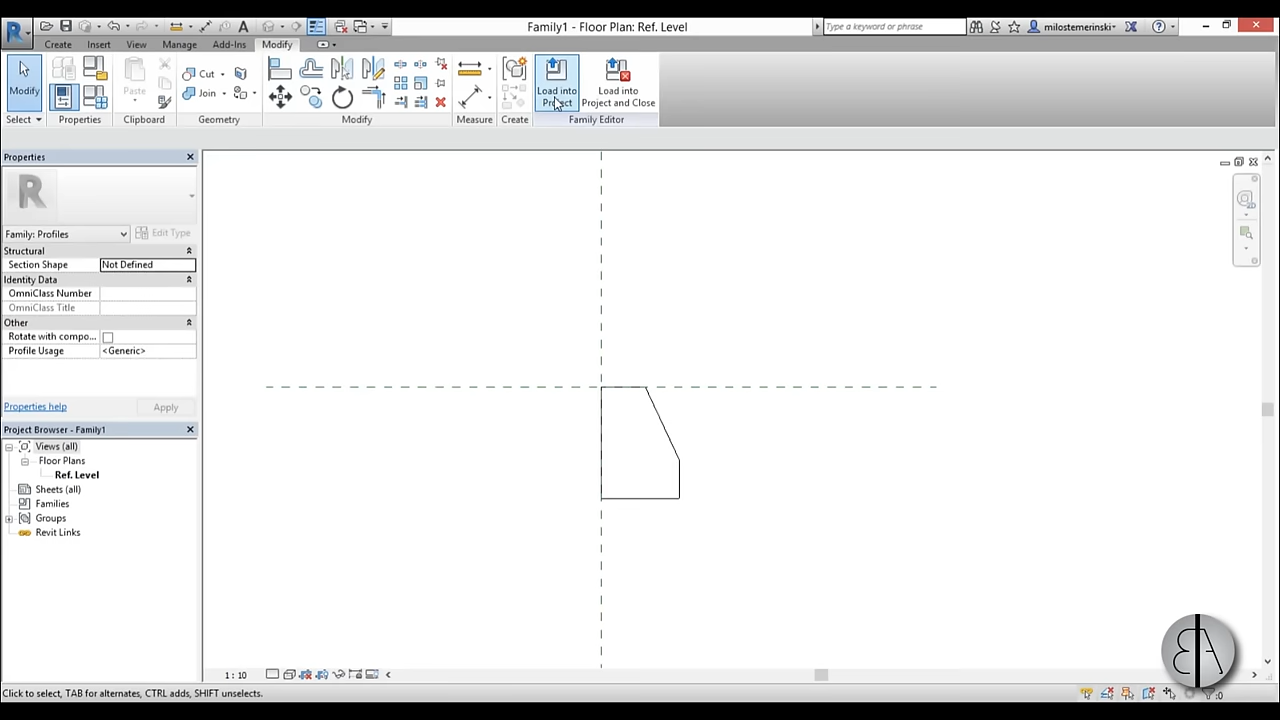 Family1 - Floor Plan: Ref. Level
Type a keyword or phrase
milostemerinski
Create Insert View Manage Add-Ins Modify
Modify
Paste
Cut
Join
Load into Project
Load into Project and Close
Select Properties Clipboard Geometry Modify Measure Create Family Editor
Properties
Family: Profiles
Edit Type
Structural
Section Shape Not Defined
Identity Data
OmniClass Number
OmniClass Title
Other
Rotate with compo...
Profile Usage <Generic>
Properties help
Apply
Project Browser - Family1
Views (all)
Floor Plans
Ref. Level
Sheets (all)
Families
Groups
Revit Links
1 : 10
Click to select, TAB for alternates, CTRL adds, SHIFT unselects.
:0